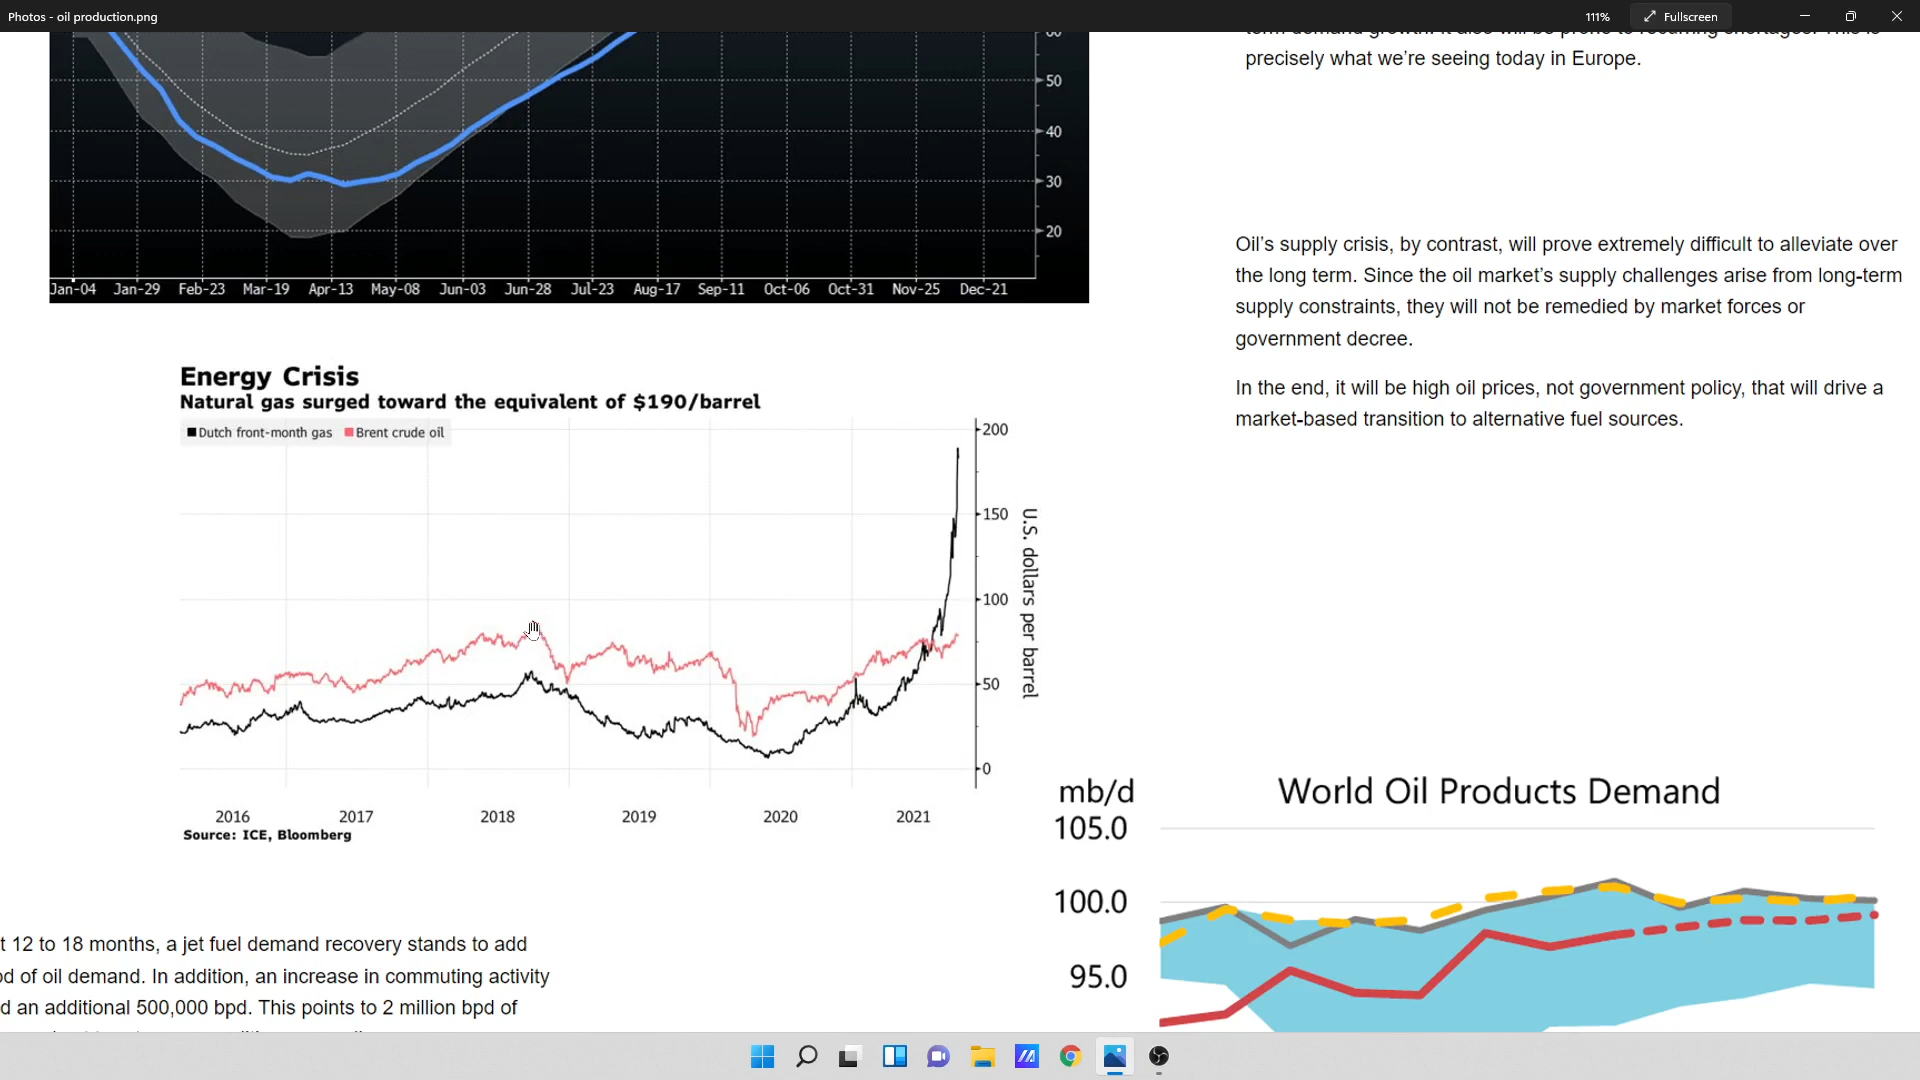 Photos - oil production.png
111%
Fullscreen
precisely what we're seeing today in Europe.
50
40
30
20
Jan-04 Jan-29 Feb-23 Mar-19 Apr-13 May-08 Jun-03 Jun-28 Jul-23 Aug-17 Sep-11 Oct-06 Oct-31 Nov-25 Dec-21
Oil's supply crisis, by contrast, will prove extremely difficult to alleviate over
the long term. Since the oil market's supply challenges arise from long-term
supply constraints, they will not be remedied by market forces or
government decree.
In the end, it will be high oil prices, not government policy, that will drive a
market-based transition to alternative fuel sources.
Energy Crisis
Natural gas surged toward the equivalent of $190/barrel
Dutch front-month gas Brent crude oil
200
150
100
50
0
U.S. dollars per barrel
2016 2017 2018 2019 2020 2021
Source: ICE, Bloomberg
mb/d
World Oil Products Demand
105.0
100.0
95.0
t 12 to 18 months, a jet fuel demand recovery stands to add
od of oil demand. In addition, an increase in commuting activity
d an additional 500,000 bpd. This points to 2 million bpd of